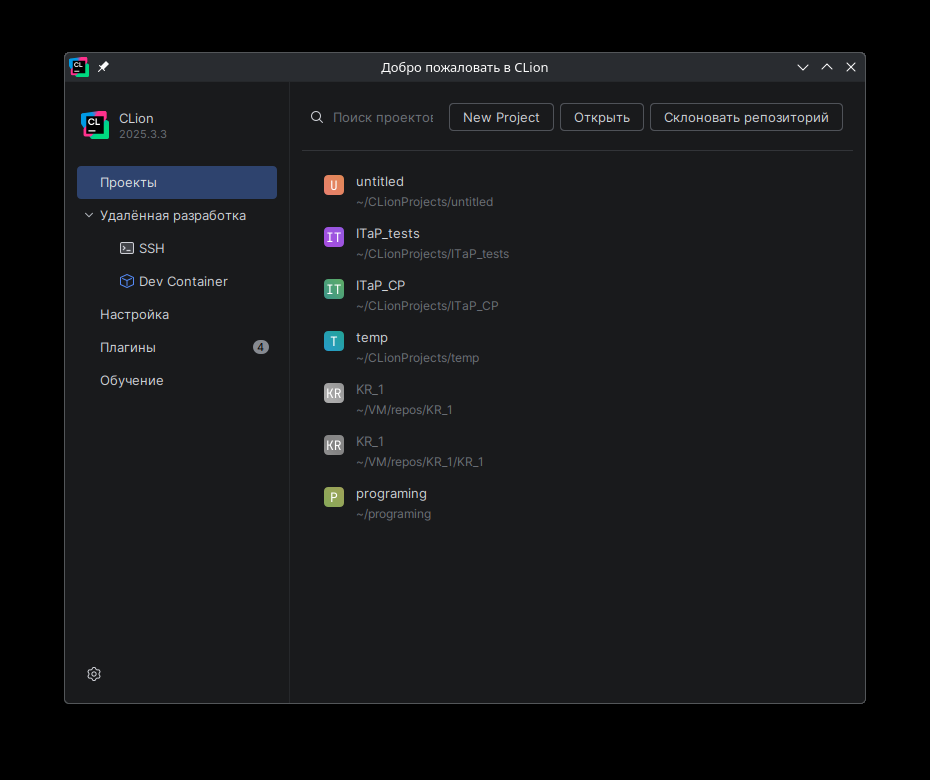 Добро пожаловать в CLion
CL
CL
CLion
2025.3.3
Проекты
Удалённая разработка
SSH
Dev Container
Настройка
Плагины 4
Обучение
Поиск проектов New Project Открыть Склоновать репозиторий
U untitled
~/CLionProjects/untitled
IT ITaP_tests
~/CLionProjects/ITaP_tests
IT ITaP_CP
~/CLionProjects/ITaP_CP
T temp
~/CLionProjects/temp
KR KR_1
~/VM/repos/KR_1
KR KR_1
~/VM/repos/KR_1/KR_1
P programing
~/programing